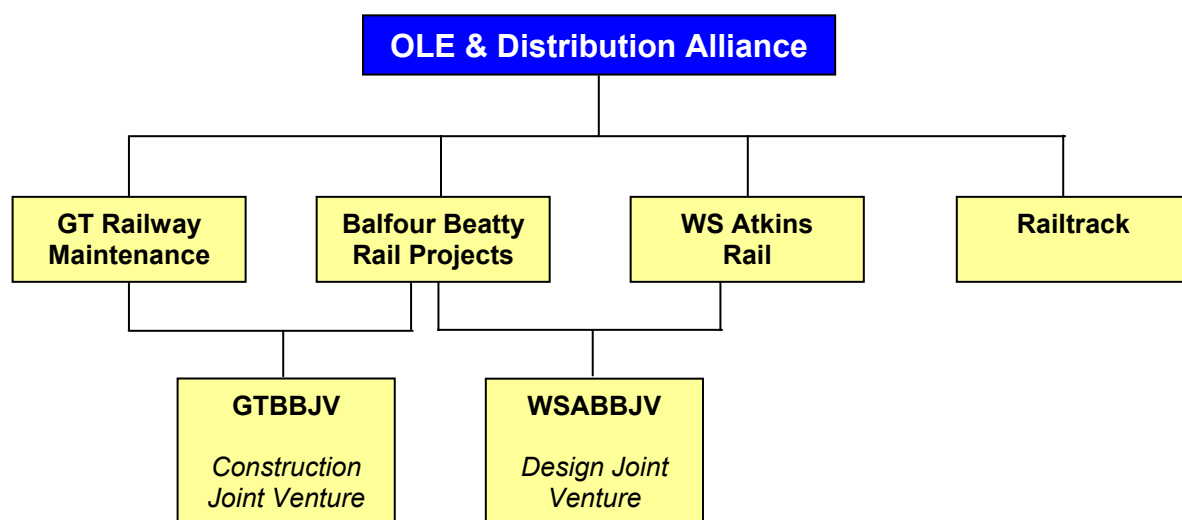 OLE & Distribution Alliance
GT Railway
Maintenance
Balfour Beatty
Rail Projects
WS Atkins
Rail
Railtrack
GTBBJV
Construction
Joint Venture
WSABBJV
Design Joint
Venture